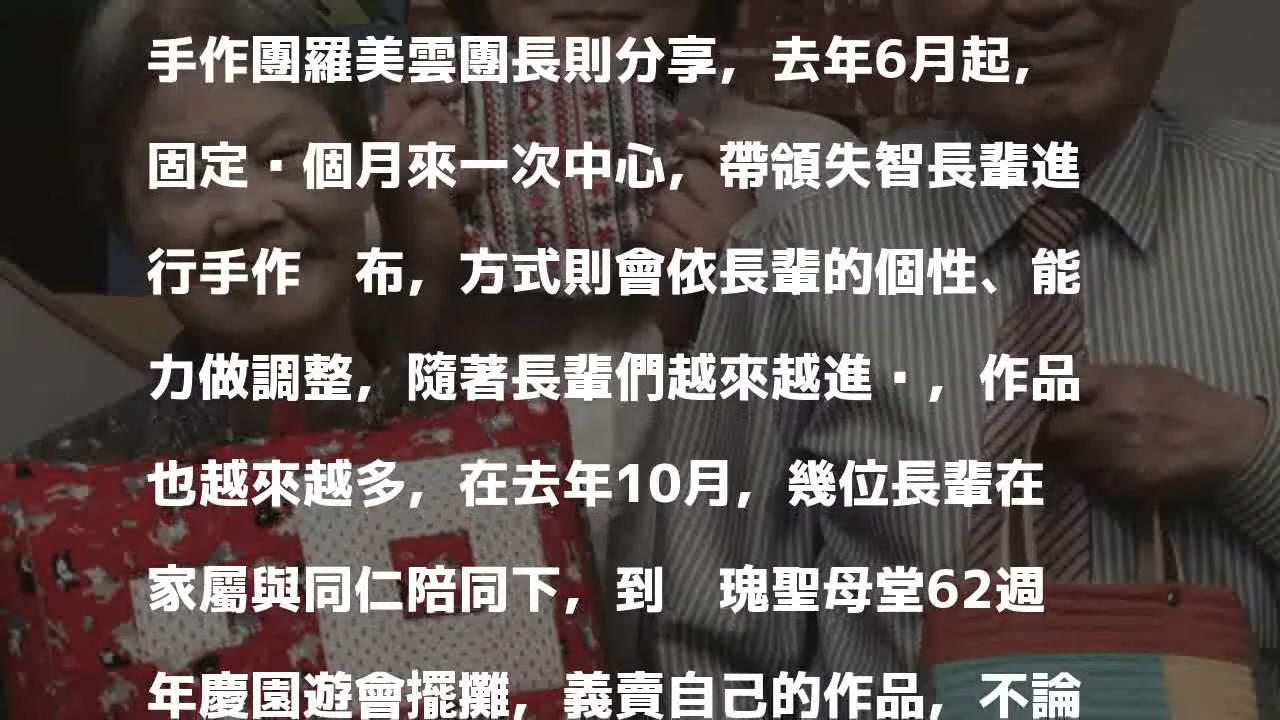 手作團羅美雲團長則分享，去年6月起，
固定·個月來一次中心，帶領失智長輩進
行手作　布，方式則會依長輩的個性、能
力做調整，隨著長輩們越來越進·，作品
也越來越多，在去年10月，幾位長輩在
家屬與同仁陪同下，到　瑰聖母堂62週
年慶園遊會擺攤，義賣自己的作品，不論